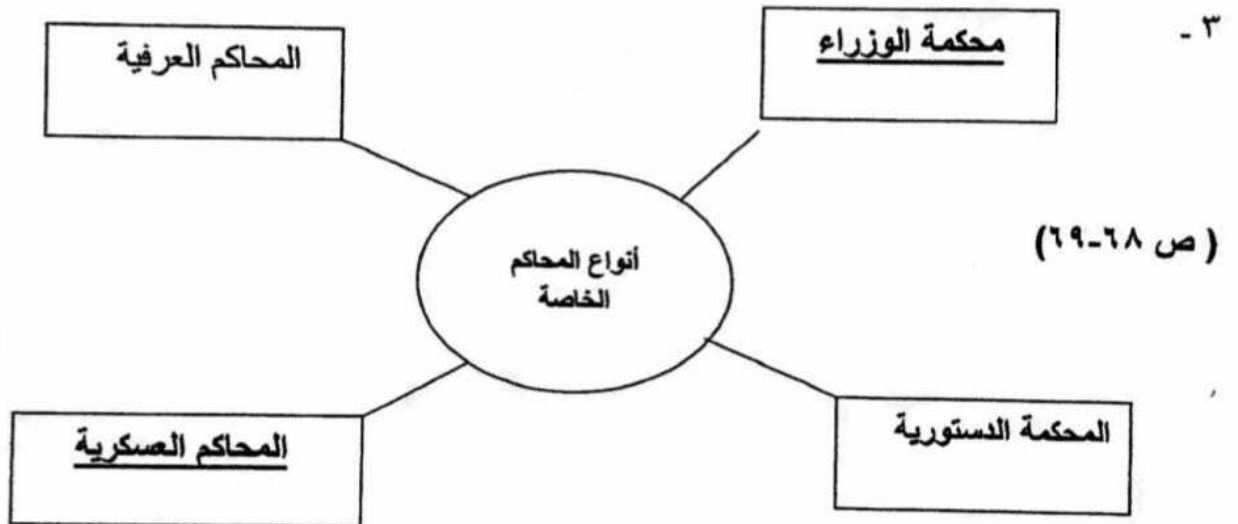 ٣ -
محكمة الوزراء
المحاكم العرفية
( ص ٦٨-٦٩)
أنواع المحاكم
الخاصة
المحكمة الدستورية
المحاكم العسكرية